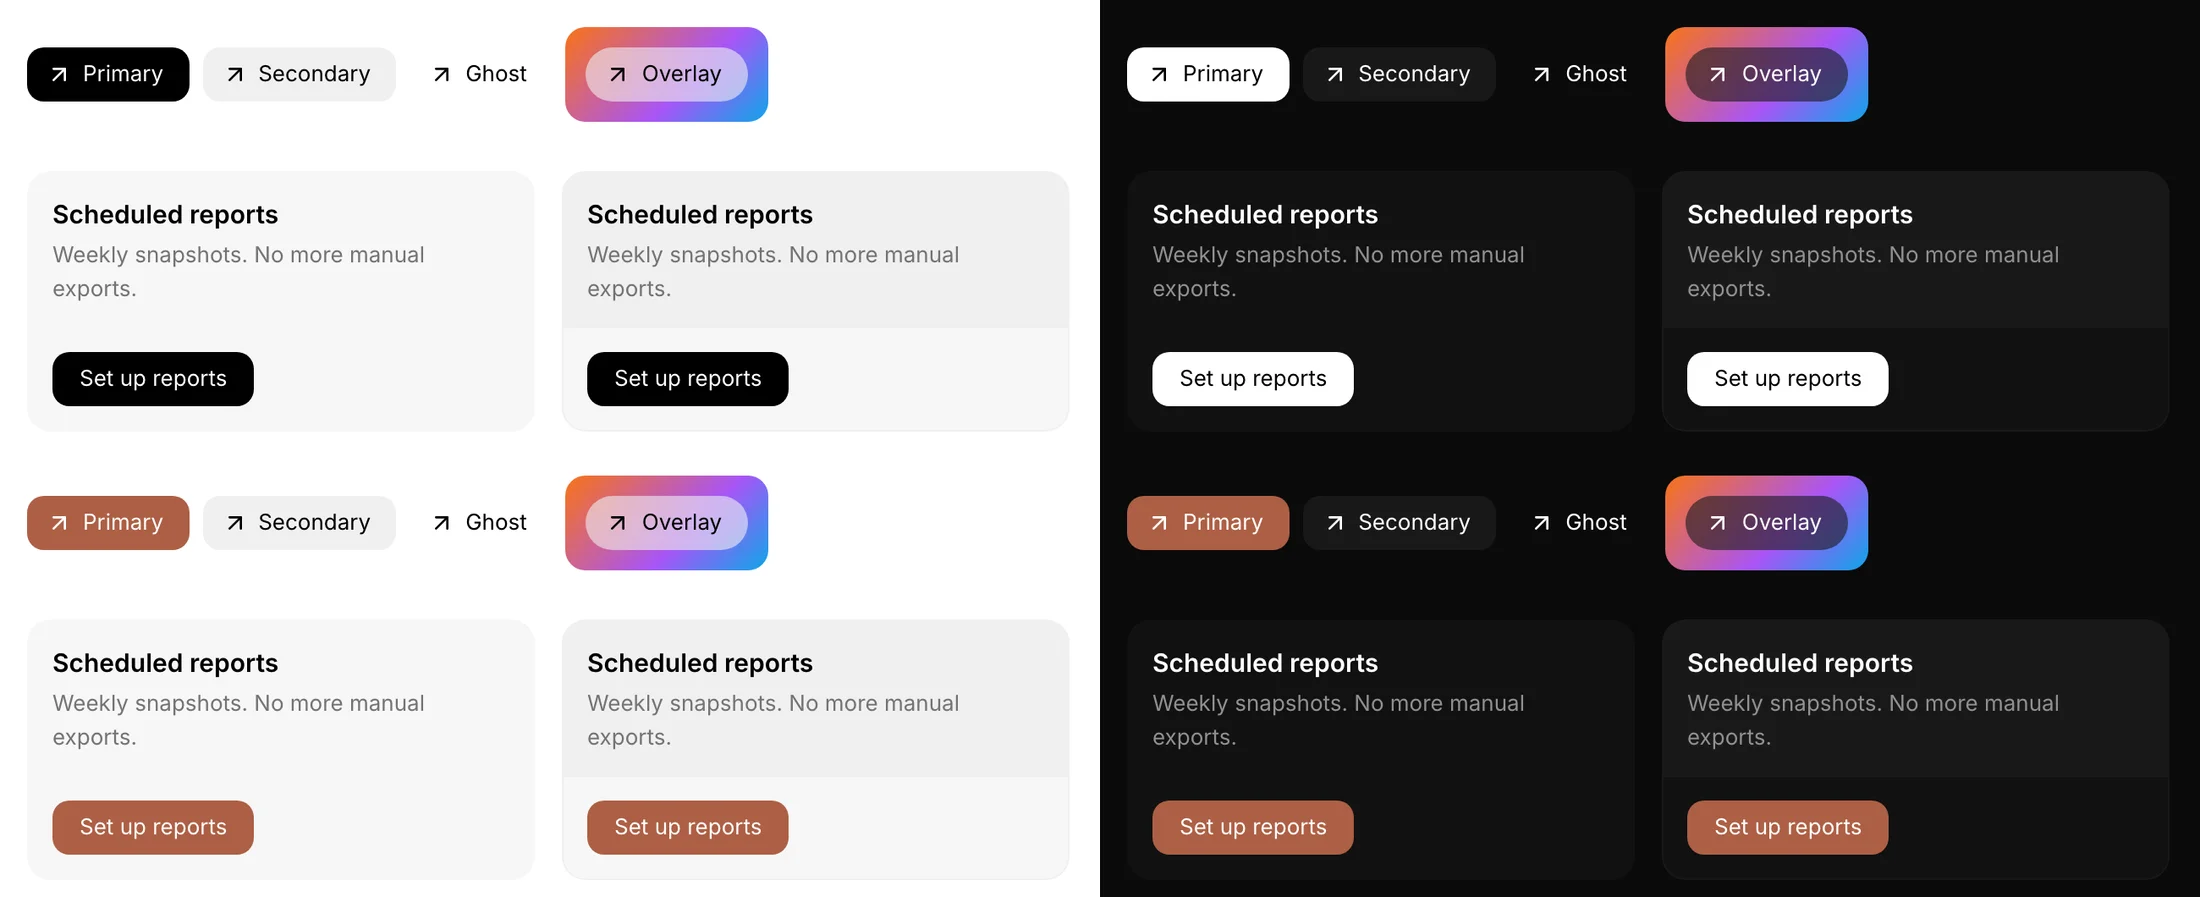 Primary
Secondary
Ghost
Overlay
Scheduled reports
Weekly snapshots. No more manual
exports.
Set up reports
Scheduled reports
Weekly snapshots. No more manual
exports.
Set up reports
Primary
Secondary
Ghost
Overlay
Scheduled reports
Weekly snapshots. No more manual
exports.
Set up reports
Scheduled reports
Weekly snapshots. No more manual
exports.
Set up reports
Primary
Secondary
Ghost
Overlay
Scheduled reports
Weekly snapshots. No more manual
exports.
Set up reports
Scheduled reports
Weekly snapshots. No more manual
exports.
Set up reports
Primary
Secondary
Ghost
Overlay
Scheduled reports
Weekly snapshots. No more manual
exports.
Set up reports
Scheduled reports
Weekly snapshots. No more manual
exports.
Set up reports